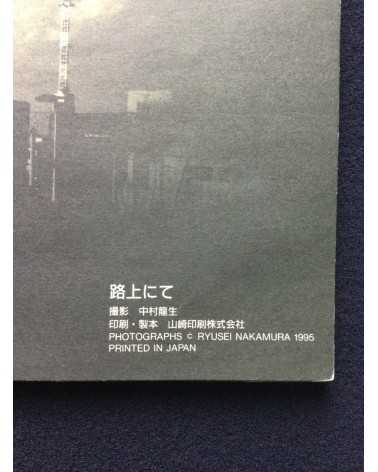 路上にて
撮影　中村龍生
印刷・製本　山崎印刷株式会社
PHOTOGRAPHS © RYUSEI NAKAMURA 1995
PRINTED IN JAPAN